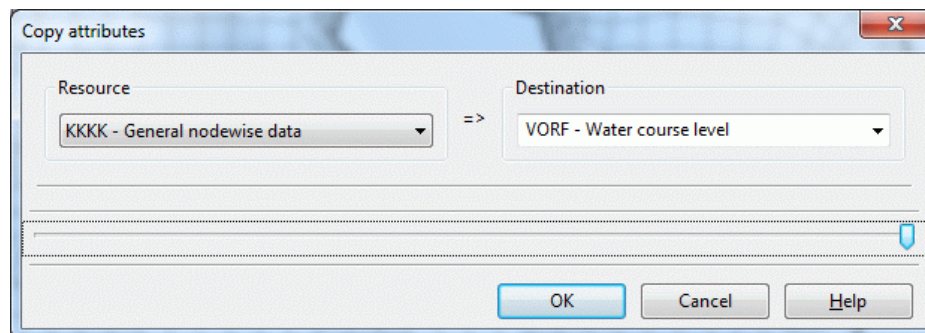 Copy attributes
Resource
Destination
KKKK - General nodewise data
=>
VORF - Water course level
OK
Cancel
Help